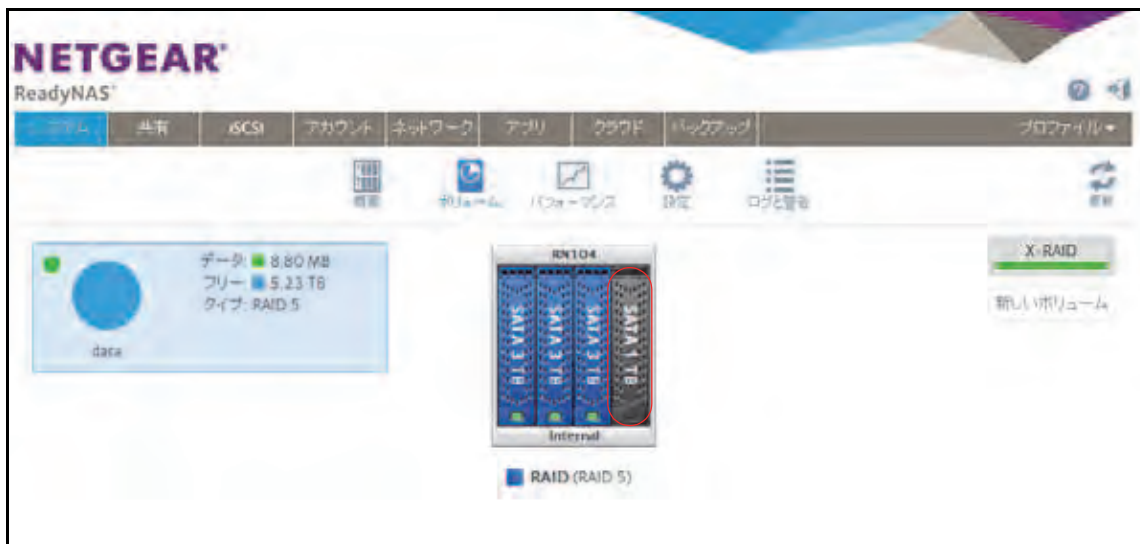 NETGEAR®
ReadyNAS®
システム 共有 iSCSI アカウント ネットワーク アプリ クラウド バックアップ プロファイル
概要 ボリューム パフォーマンス 設定 ログと警告 更新
データ: 8.80 MB
フリー: 5.23 TB
タイプ: RAID 5
data
RN104
SATA 3 TB
SATA 3 TB
SATA 3 TB
SATA 1 TB
Internal
RAID (RAID 5)
X-RAID
新しいボリューム